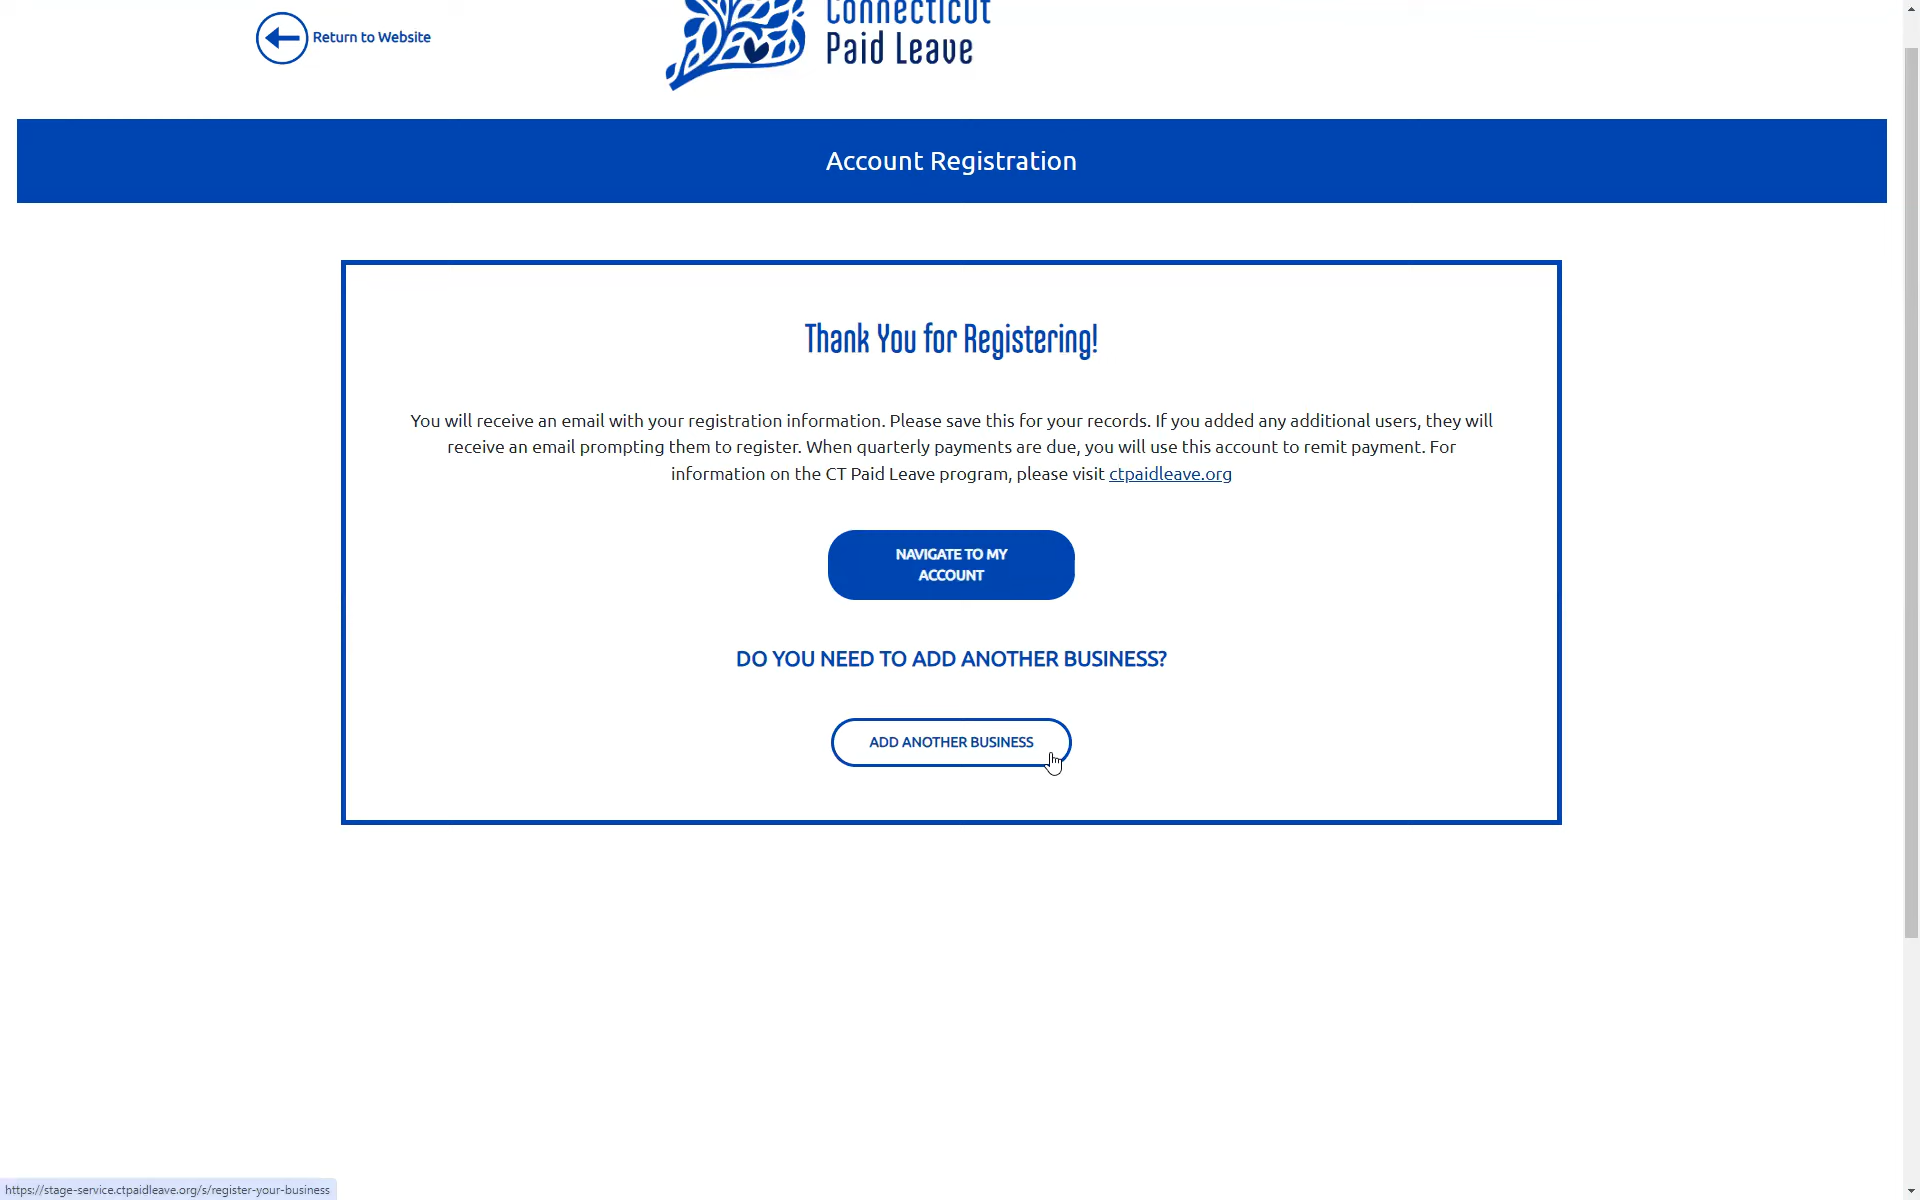 Return to Website
Connecticut
Paid Leave
Account Registration
Thank You for Registering!
You will receive an email with your registration information. Please save this for your records. If you added any additional users, they will
receive an email prompting them to register. When quarterly payments are due, you will use this account to remit payment. For
information on the CT Paid Leave program, please visit ctpaidleave.org
NAVIGATE TO MY
ACCOUNT
DO YOU NEED TO ADD ANOTHER BUSINESS?
ADD ANOTHER BUSINESS
https://stage-service.ctpaidleave.org/s/register-your-business